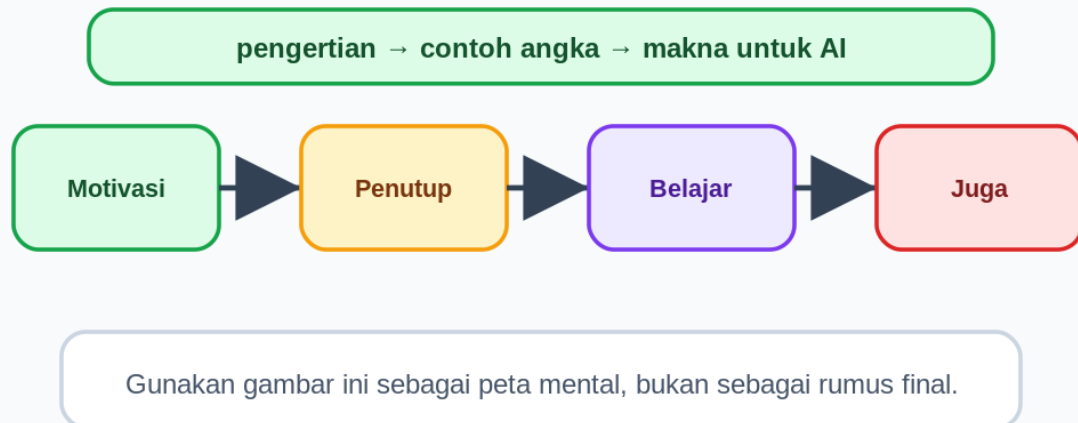 pengertian → contoh angka → makna untuk AI
Motivasi
Penutup
Belajar
Juga
Gunakan gambar ini sebagai peta mental, bukan sebagai rumus final.